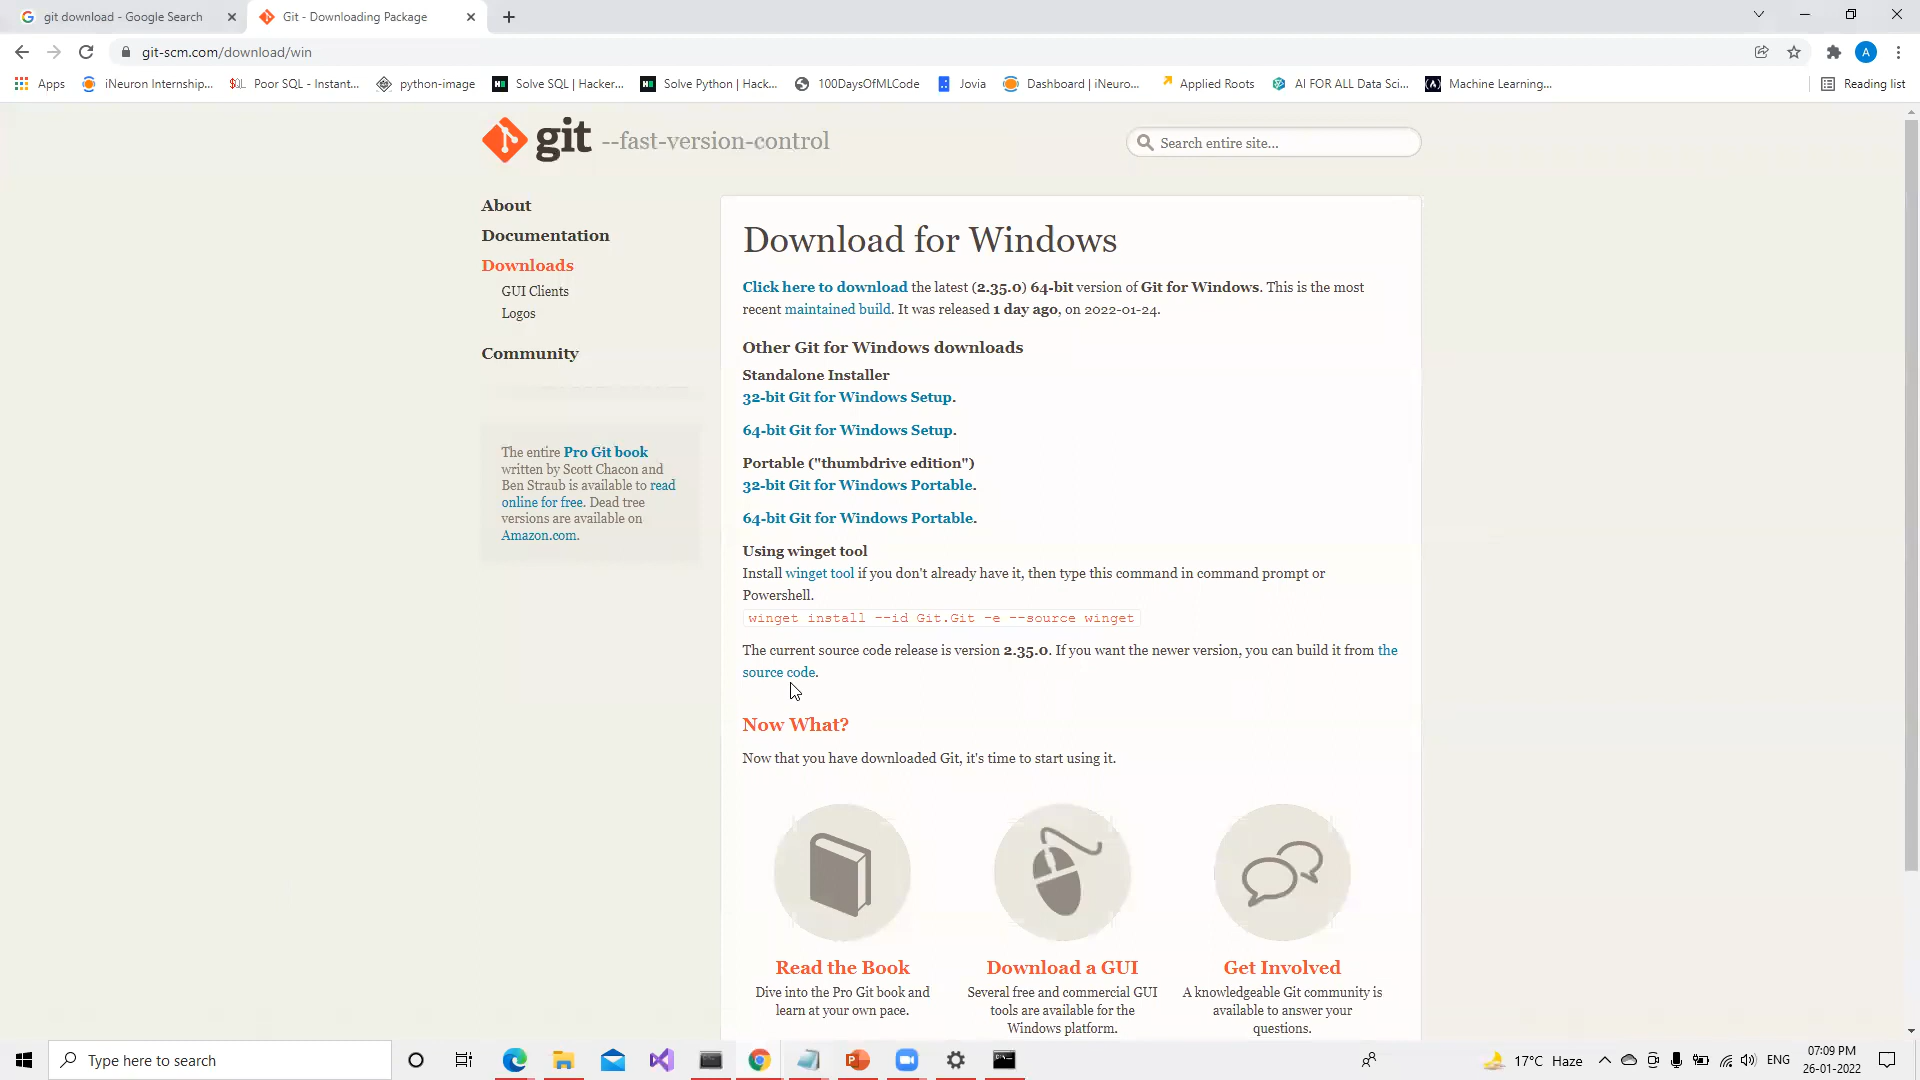 git download - Google Search
Git - Downloading Package
git-scm.com/download/win
Apps
iNeuron Internship...
Poor SQL - Instant...
python-image
Solve SQL | Hacker...
Solve Python | Hack...
100DaysOfMLCode
Jovia
Dashboard | iNeuro...
Applied Roots
AI FOR ALL Data Sci...
Machine Learning...
Reading list
git --fast-version-control
Search entire site...
About
Documentation
Downloads
GUI Clients
Logos
Community
The entire Pro Git book
written by Scott Chacon and
Ben Straub is available to read
online for free. Dead tree
versions are available on
Amazon.com.
Download for Windows
Click here to download the latest (2.35.0) 64-bit version of Git for Windows. This is the most
recent maintained build. It was released 1 day ago, on 2022-01-24.
Other Git for Windows downloads
Standalone Installer
32-bit Git for Windows Setup.
64-bit Git for Windows Setup.
Portable ("thumbdrive edition")
32-bit Git for Windows Portable.
64-bit Git for Windows Portable.
Using winget tool
Install winget tool if you don't already have it, then type this command in command prompt or
Powershell.
winget install --id Git.Git -e --source winget
The current source code release is version 2.35.0. If you want the newer version, you can build it from the
source code.
Now What?
Now that you have downloaded Git, it's time to start using it.
Read the Book
Dive into the Pro Git book and
learn at your own pace.
Download a GUI
Several free and commercial GUI
tools are available for the
Windows platform.
Get Involved
A knowledgeable Git community is
available to answer your
questions.
Type here to search
17°C Haze
ENG
07:09 PM
26-01-2022